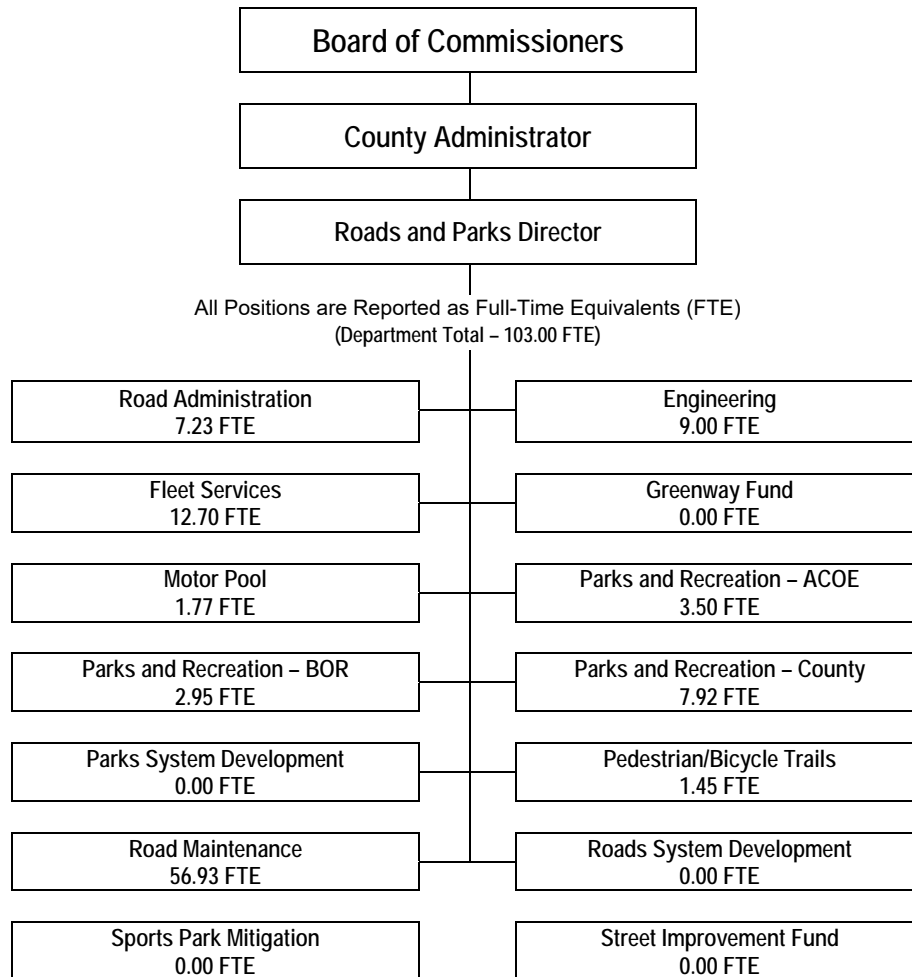 Board of Commissioners
County Administrator
Roads and Parks Director
All Positions are Reported as Full-Time Equivalents (FTE)
(Department Total – 103.00 FTE)
Road Administration
7.23 FTE
Engineering
9.00 FTE
Fleet Services
12.70 FTE
Greenway Fund
0.00 FTE
Motor Pool
1.77 FTE
Parks and Recreation – ACOE
3.50 FTE
Parks and Recreation – BOR
2.95 FTE
Parks and Recreation – County
7.92 FTE
Parks System Development
0.00 FTE
Pedestrian/Bicycle Trails
1.45 FTE
Road Maintenance
56.93 FTE
Roads System Development
0.00 FTE
Sports Park Mitigation
0.00 FTE
Street Improvement Fund
0.00 FTE